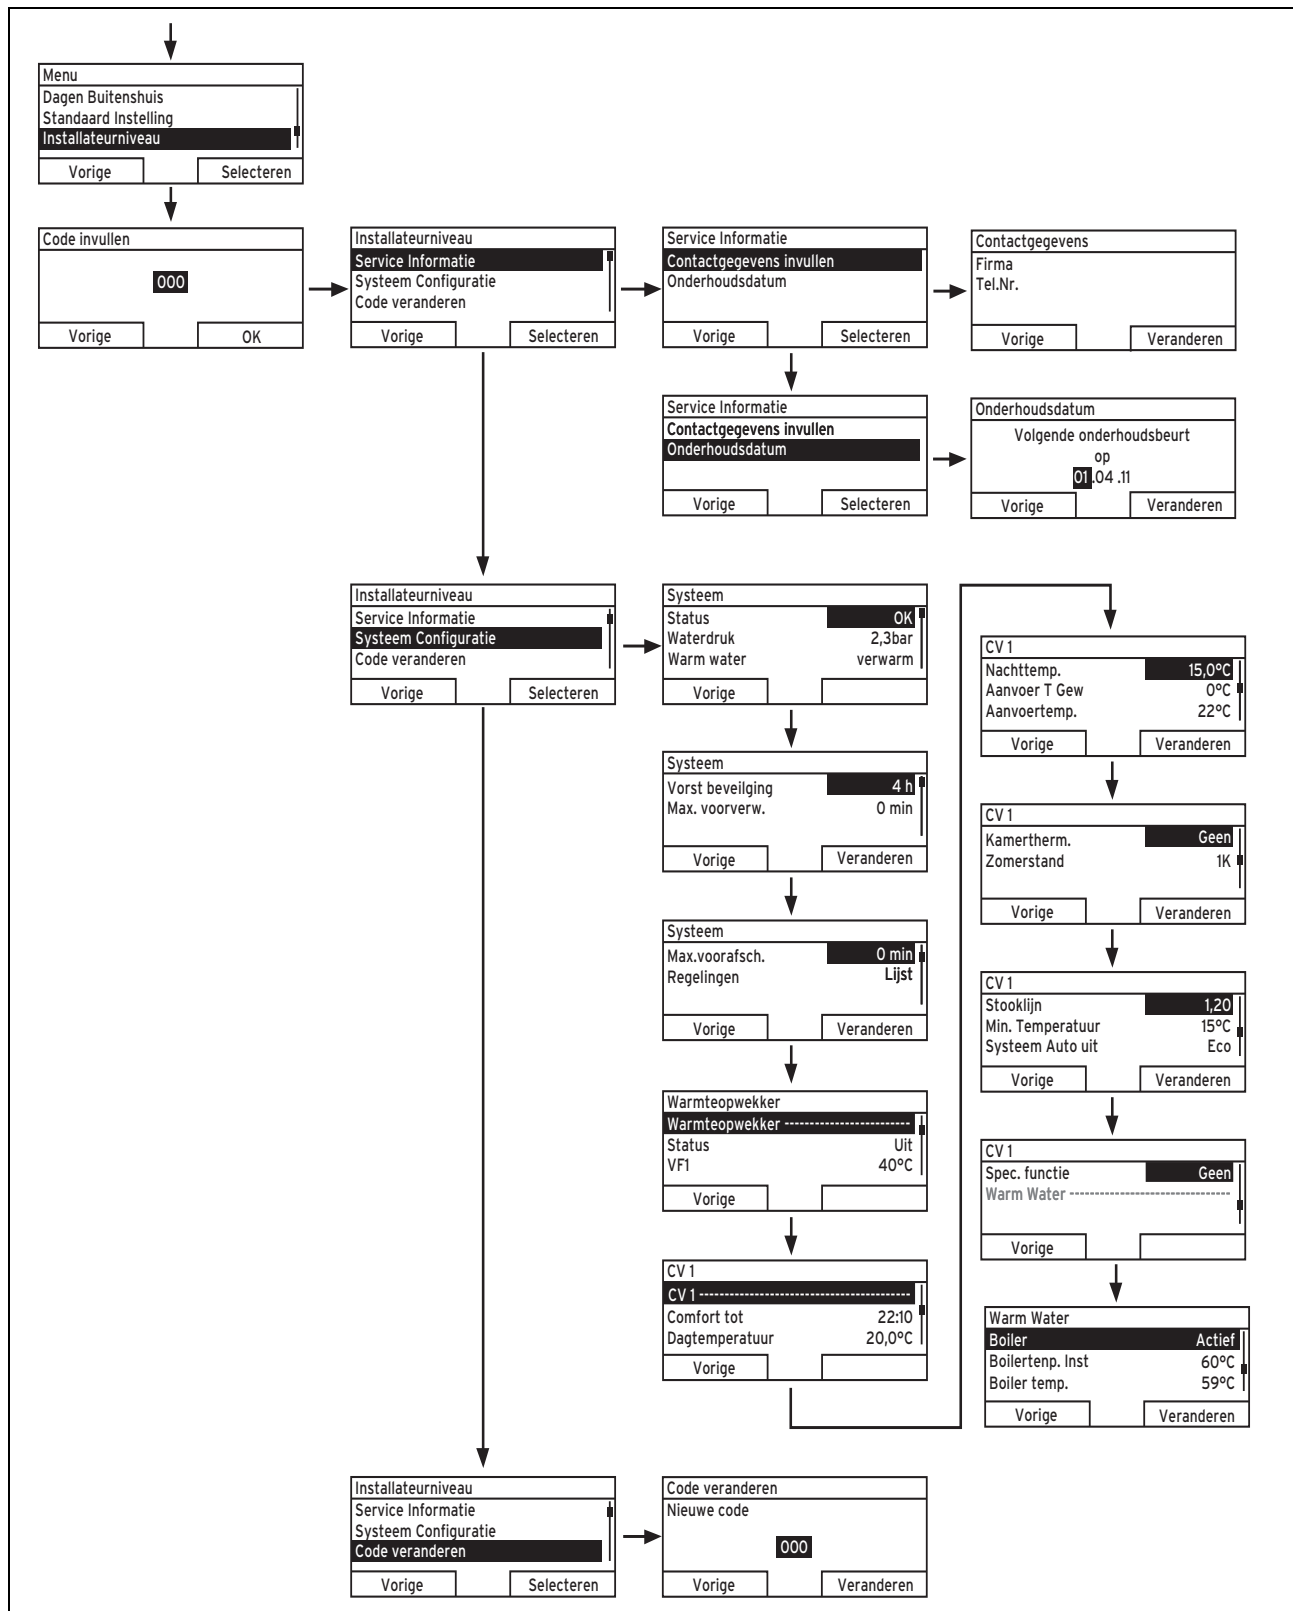 Menu
Dagen Buitenshuis
Standaard Instelling
Installateurniveau
Vorige Selecteren
Code invullen
000
Vorige OK
Installateurniveau
Service Informatie
Systeem Configuratie
Code veranderen
Vorige Selecteren
Service Informatie
Contactgegevens invullen
Onderhoudsdatum
Vorige Selecteren
Contactgegevens
Firma
Tel.Nr.
Vorige Veranderen
Service Informatie
Contactgegevens invullen
Onderhoudsdatum
Vorige Selecteren
Onderhoudsdatum
Volgende onderhoudsbeurt
op
01 .04 .11
Vorige Veranderen
Installateurniveau
Service Informatie
Systeem Configuratie
Code veranderen
Vorige Selecteren
Systeem
Status OK
Waterdruk 2,3bar
Warm water verwarm
Vorige
Systeem
Vorst beveilging 4 h
Max. voorverw. 0 min
Vorige Veranderen
Systeem
Max.voorafsch. 0 min
Regelingen Lijst
Vorige Veranderen
Warmteopwekker
Warmteopwekker -------------------------
Status Uit
VF1 40°C
Vorige
CV 1
CV 1 ------------------------------------------
Comfort tot 22:10
Dagtemperatuur 20,0°C
Vorige
CV 1
Nachttemp. 15,0°C
Aanvoer T Gew 0°C
Aanvoertemp. 22°C
Vorige Veranderen
CV 1
Kamertherm. Geen
Zomerstand 1K
Vorige Veranderen
CV 1
Stooklijn 1,20
Min. Temperatuur 15°C
Systeem Auto uit Eco
Vorige Veranderen
CV 1
Spec. functie Geen
Warm Water --------------------------------
Vorige
Warm Water
Boiler Actief
Boilertenp. Inst 60°C
Boiler temp. 59°C
Vorige Veranderen
Installateurniveau
Service Informatie
Systeem Configuratie
Code veranderen
Vorige Selecteren
Code veranderen
Nieuwe code
000
Vorige Veranderen